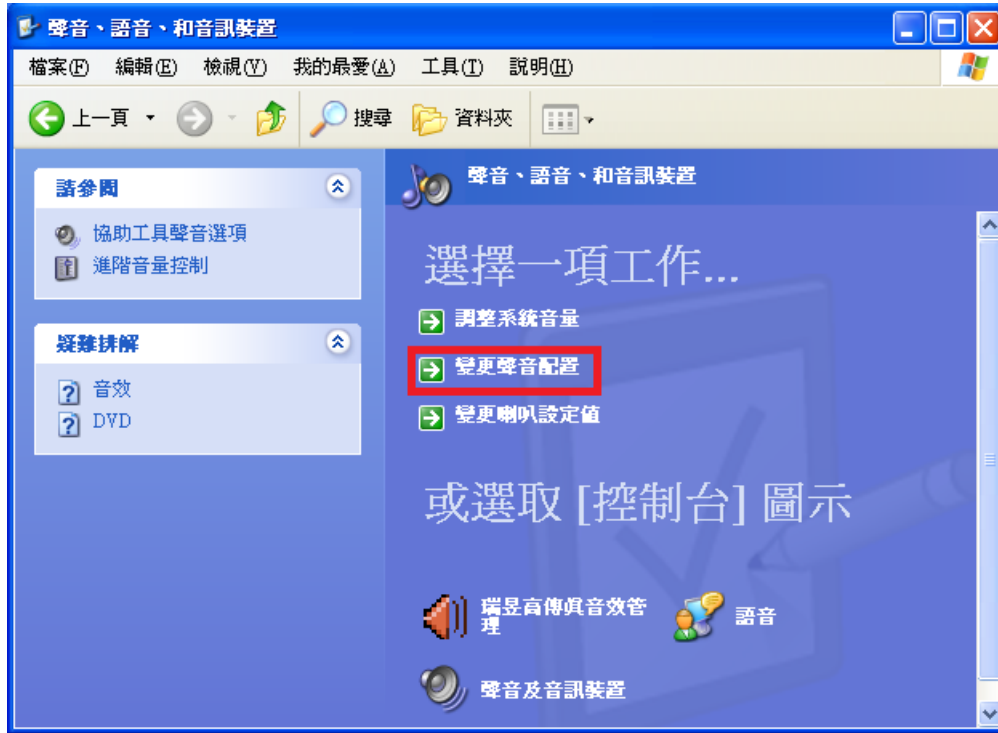 聲音、語音、和音訊裝置
檔案(F) 編輯(E) 檢視(V) 我的最愛(A) 工具(T) 說明(H)
上一頁 搜尋 資料夾
請參閱
協助工具聲音選項
進階音量控制
疑難排解
音效
DVD
聲音、語音、和音訊裝置
選擇一項工作...
調整系統音量
變更聲音配置
變更喇叭設定值
或選取 [控制台] 圖示
瑞昱高傳真音效管
理
語音
聲音及音訊裝置